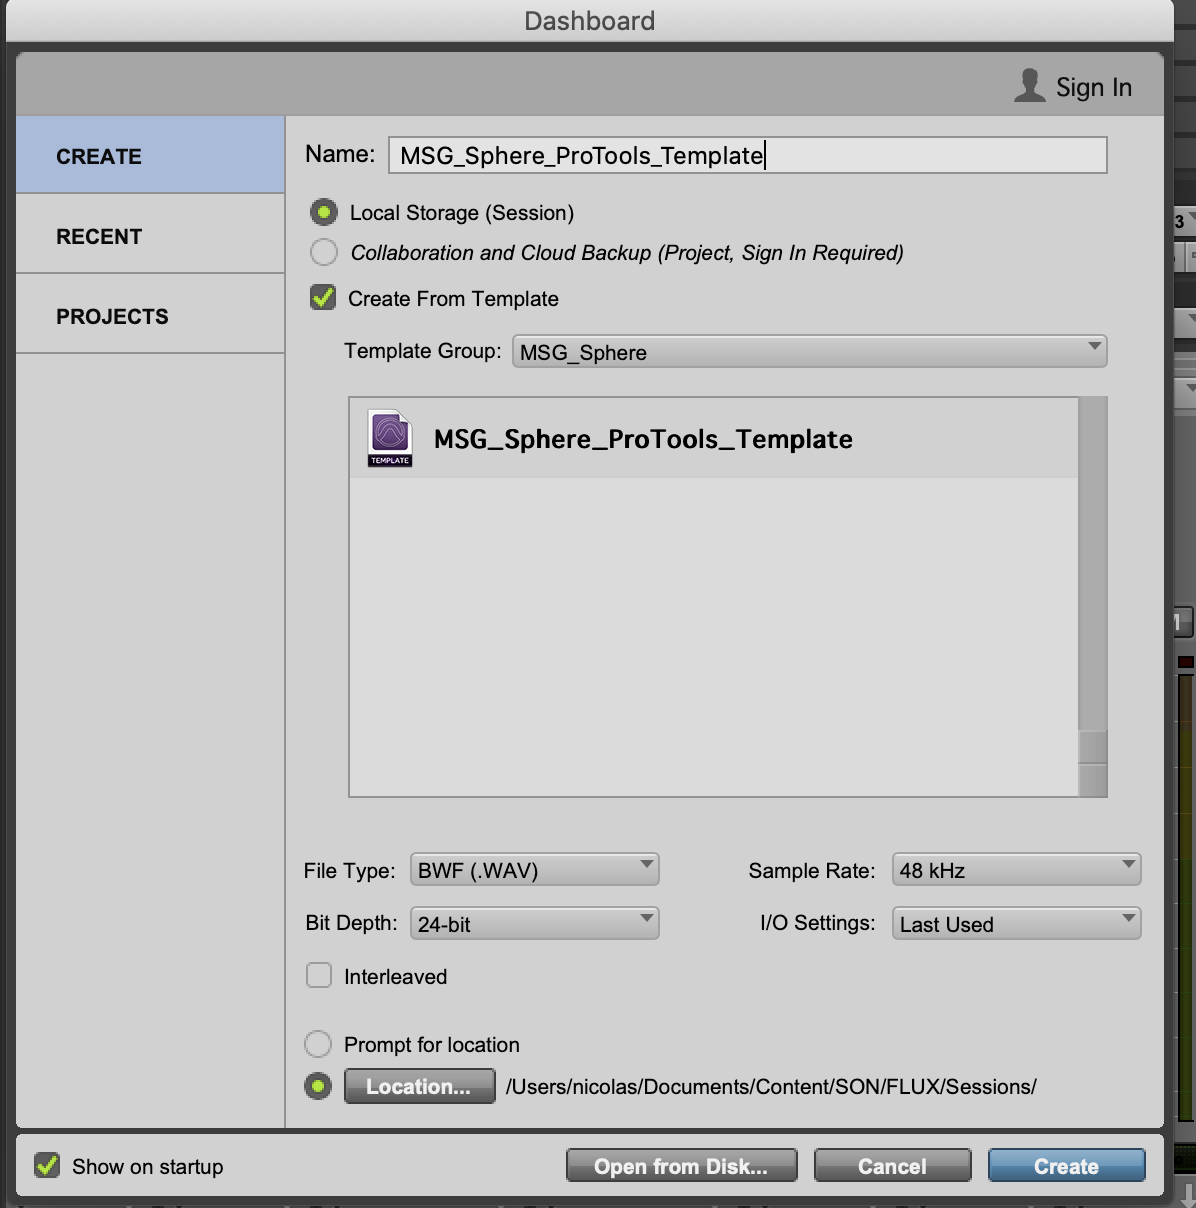 Dashboard
Sign In
CREATE
RECENT
PROJECTS
Name: MSG_Sphere_ProTools_Template
Local Storage (Session)
Collaboration and Cloud Backup (Project, Sign In Required)
Create From Template
Template Group: MSG_Sphere
TEMPLATE
MSG_Sphere_ProTools_Template
File Type: BWF (.WAV) Sample Rate: 48 kHz
Bit Depth: 24-bit I/O Settings: Last Used
Interleaved
Prompt for location
Location... /Users/nicolas/Documents/Content/SON/FLUX/Sessions/
Show on startup Open from Disk... Cancel Create
3